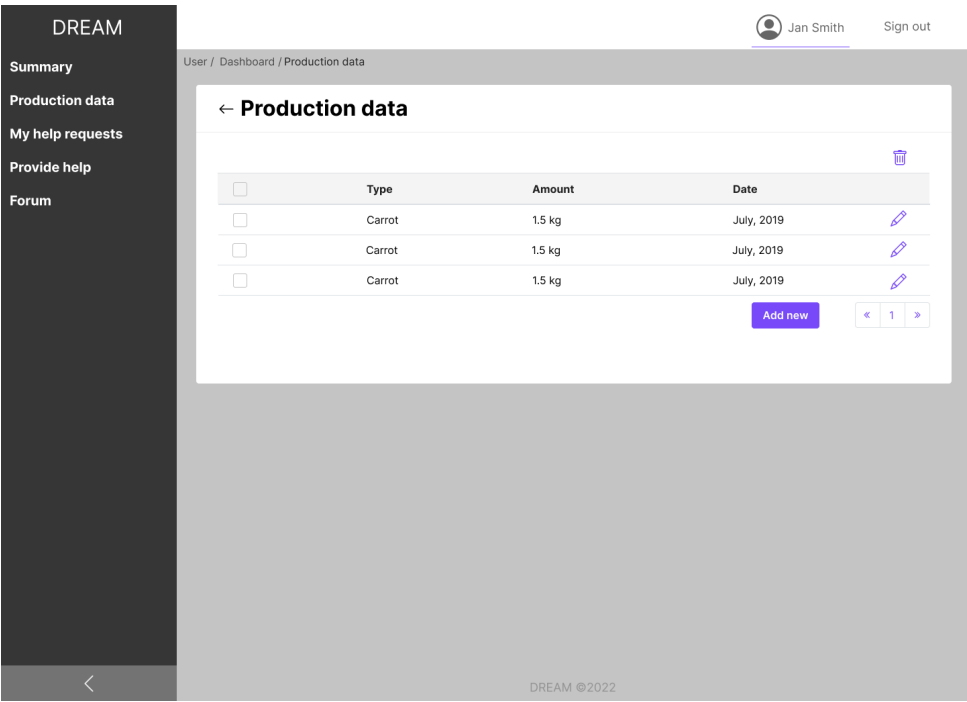 DREAM
Jan Smith Sign out
Summary
Production data
My help requests
Provide help
Forum
User / Dashboard / Production data
← Production data
Type Amount Date
Carrot 1.5 kg July, 2019
Carrot 1.5 kg July, 2019
Carrot 1.5 kg July, 2019
Add new « 1 »
DREAM ©2022